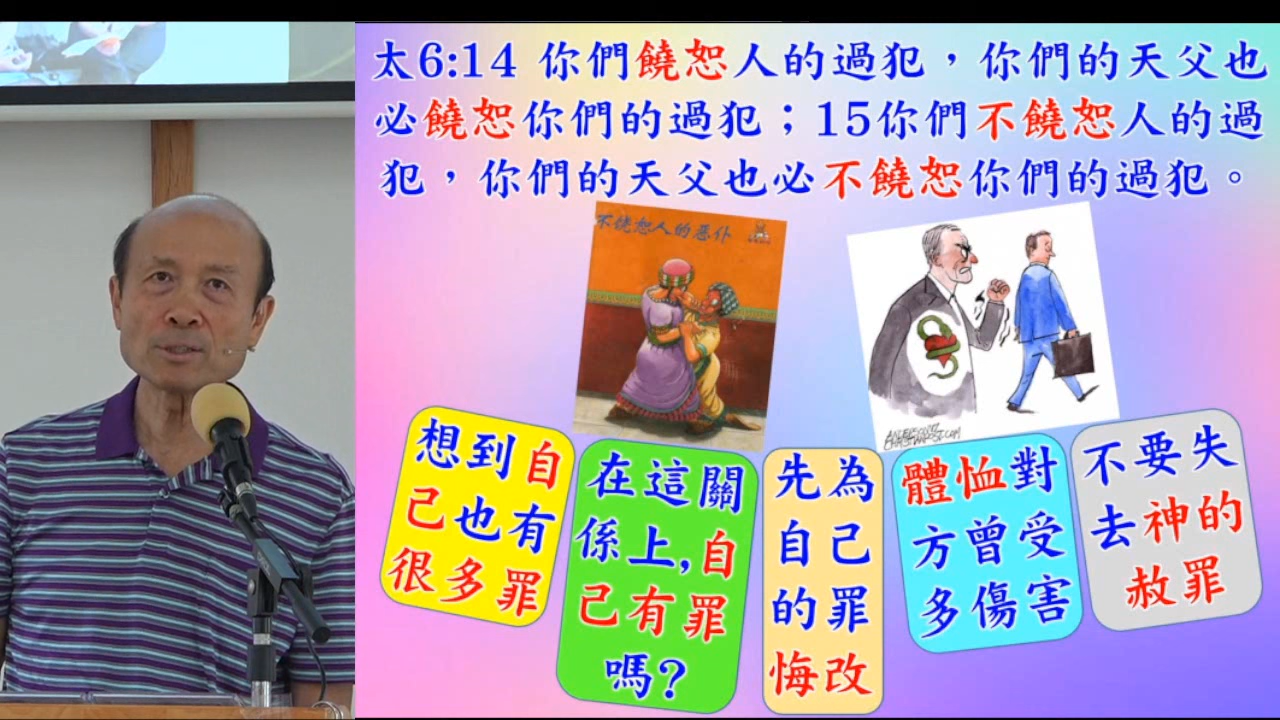 太6:14 你們饒恕人的過犯，你們的天父也
必饒恕你們的過犯；15你們不饒恕人的過
犯，你們的天父也必不饒恕你們的過犯。
不饶恕人的恶仆
想到自
己也有
很多罪
在這關
係上,自
己有罪
嗎?
先為
自己
的罪
悔改
體恤對
方曾受
多傷害
不要失
去神的
赦罪